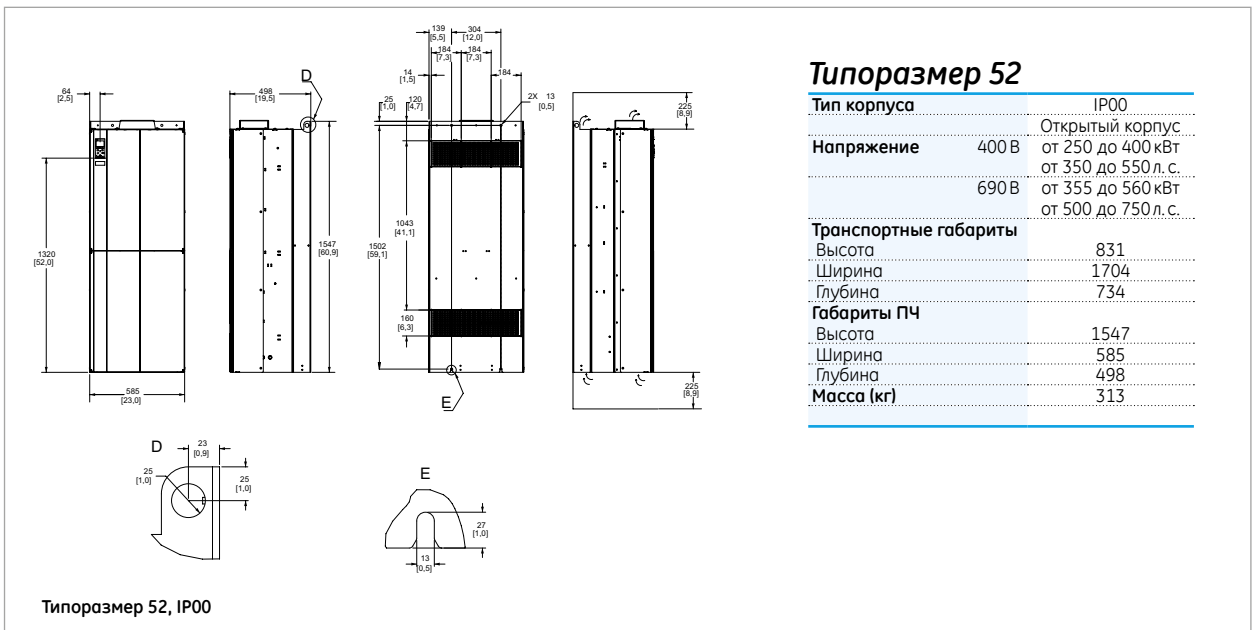 139
[5,5]
304
[12,0]
184
[7,3]
184
[7,3]
14
[1,5]
184
64
[2,5]
498
[19,5]
D
25
[1,0]
120
[4,7]
2X 13
[0,5]
225
[8,9]
1320
[52,0]
1547
[60,9]
1502
[59,1]
1043
[41,1]
160
[6,3]
585
[23,0]
E
225
[8,9]
D
23
[0,9]
25
[1,0]
25
[1,0]
E
27
[1,0]
13
[0,5]
Типоразмер 52, IP00
Типоразмер 52
Тип корпуса IP00
Открытый корпус
Напряжение 400 В от 250 до 400 кВт
от 350 до 550 л. с.
690 В от 355 до 560 кВт
от 500 до 750 л. с.
Транспортные габариты
Высота 831
Ширина 1704
Глубина 734
Габариты ПЧ
Высота 1547
Ширина 585
Глубина 498
Масса (кг) 313